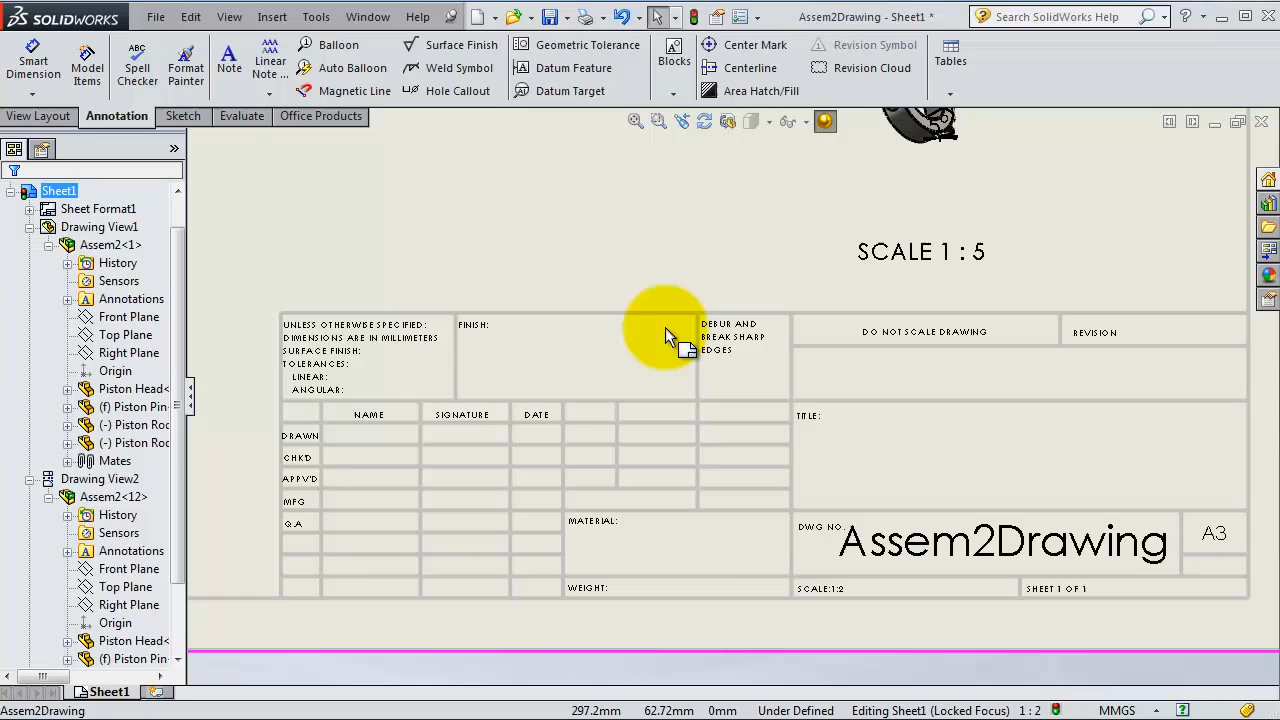 SOLIDWORKS File Edit View Insert Tools Window Help Assem2Drawing - Sheet1 * Search SolidWorks Help
Smart Dimension
Model Items
Spell Checker
Format Painter
Note
Linear Note ...
Balloon
Auto Balloon
Magnetic Line
Surface Finish
Weld Symbol
Hole Callout
Geometric Tolerance
Datum Feature
Datum Target
Blocks
Center Mark
Centerline
Area Hatch/Fill
Revision Symbol
Revision Cloud
Tables
View Layout Annotation Sketch Evaluate Office Products
Sheet1
Sheet Format1
Drawing View1
Assem2<1>
History
Sensors
Annotations
Front Plane
Top Plane
Right Plane
Origin
Piston Head<
(f) Piston Pin
(-) Piston Roc
(-) Piston Roc
Mates
Drawing View2
Assem2<12>
History
Sensors
Annotations
Front Plane
Top Plane
Right Plane
Origin
Piston Head<
(f) Piston Pin
SCALE 1 : 5
UNLESS OTHERWISE SPECIFIED:
DIMENSIONS ARE IN MILLIMETERS
SURFACE FINISH:
TOLERANCES:
LINEAR:
ANGULAR:
FINISH:
DEBUR AND
BREAK SHARP
EDGES
DO NOT SCALE DRAWING
REVISION
NAME SIGNATURE DATE
DRAWN
CHK'D
APPV'D
MFG
Q.A
TITLE:
MATERIAL:
DWG NO.
Assem2Drawing
A3
WEIGHT:
SCALE:1:2
SHEET 1 OF 1
Sheet1
Assem2Drawing 297.2mm 62.72mm 0mm Under Defined Editing Sheet1 (Locked Focus) 1 : 2 MMGS